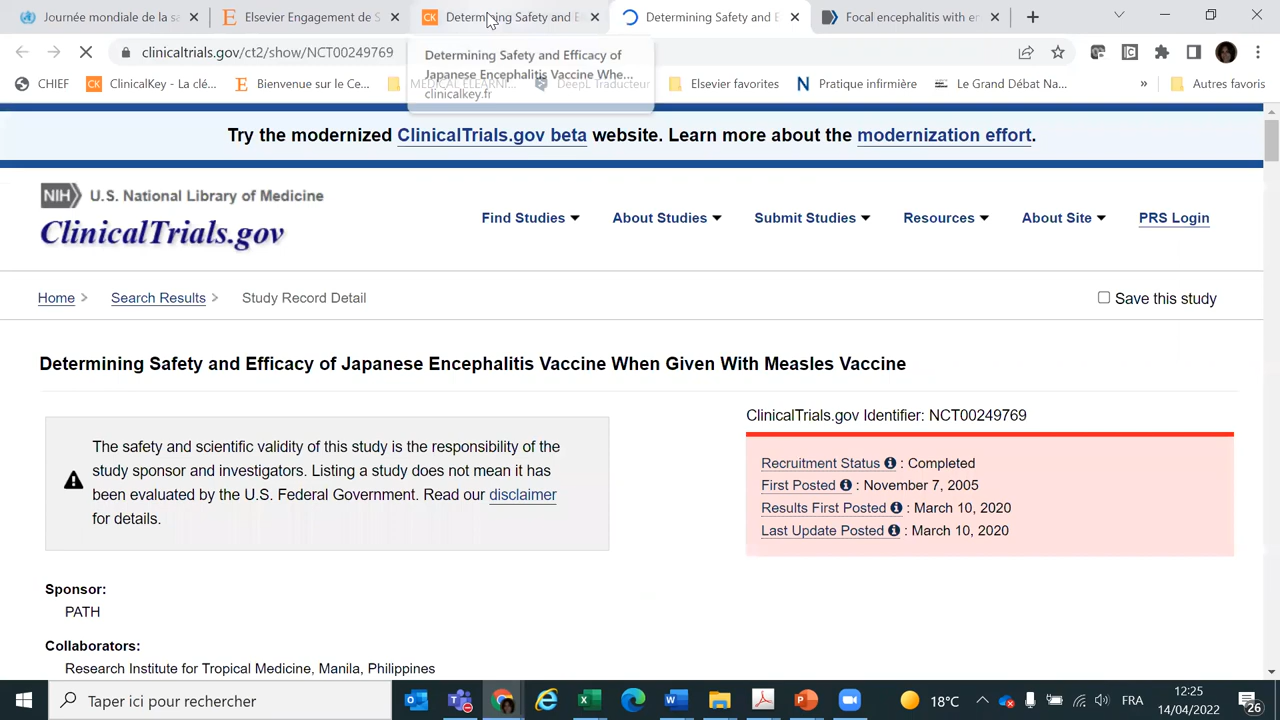 Journée mondiale de la sa
Elsevier Engagement de S
CK
Determining Safety and E
Determining Safety and E
Focal encephalitis with en
clinicaltrials.gov/ct2/show/NCT00249769
Determining Safety and Efficacy of
Japanese Encephalitis Vaccine Whe...
clinicalkey.fr
CHIEF
CK
ClinicalKey - La clé...
E
Bienvenue sur le Ce...
MEDICAL ELEARNI...
DeepL Traducteur
Elsevier favorites
N
Pratique infirmière
Le Grand Débat Na...
»
Autres favoris
Try the modernized ClinicalTrials.gov beta website. Learn more about the modernization effort.
NIH U.S. National Library of Medicine
ClinicalTrials.gov
Find Studies
About Studies
Submit Studies
Resources
About Site
PRS Login
Home >
Search Results >
Study Record Detail
Save this study
Determining Safety and Efficacy of Japanese Encephalitis Vaccine When Given With Measles Vaccine
The safety and scientific validity of this study is the responsibility of the
study sponsor and investigators. Listing a study does not mean it has
been evaluated by the U.S. Federal Government. Read our disclaimer
for details.
ClinicalTrials.gov Identifier: NCT00249769
Recruitment Status : Completed
First Posted : November 7, 2005
Results First Posted : March 10, 2020
Last Update Posted : March 10, 2020
Sponsor:
PATH
Collaborators:
Research Institute for Tropical Medicine, Manila, Philippines
Taper ici pour rechercher
18°C
FRA
12:25
14/04/2022
26